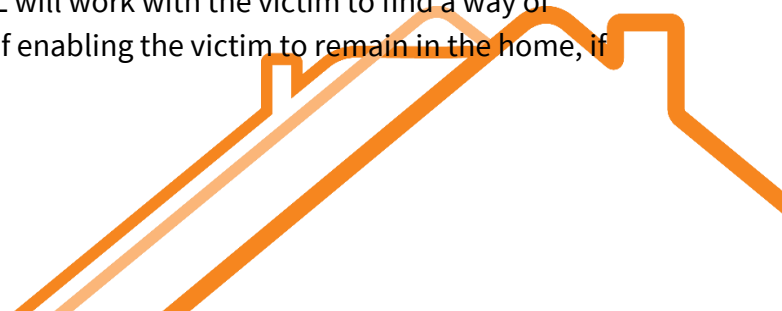 will work with the victim to find a way of
f enabling the victim to remain in the home, if